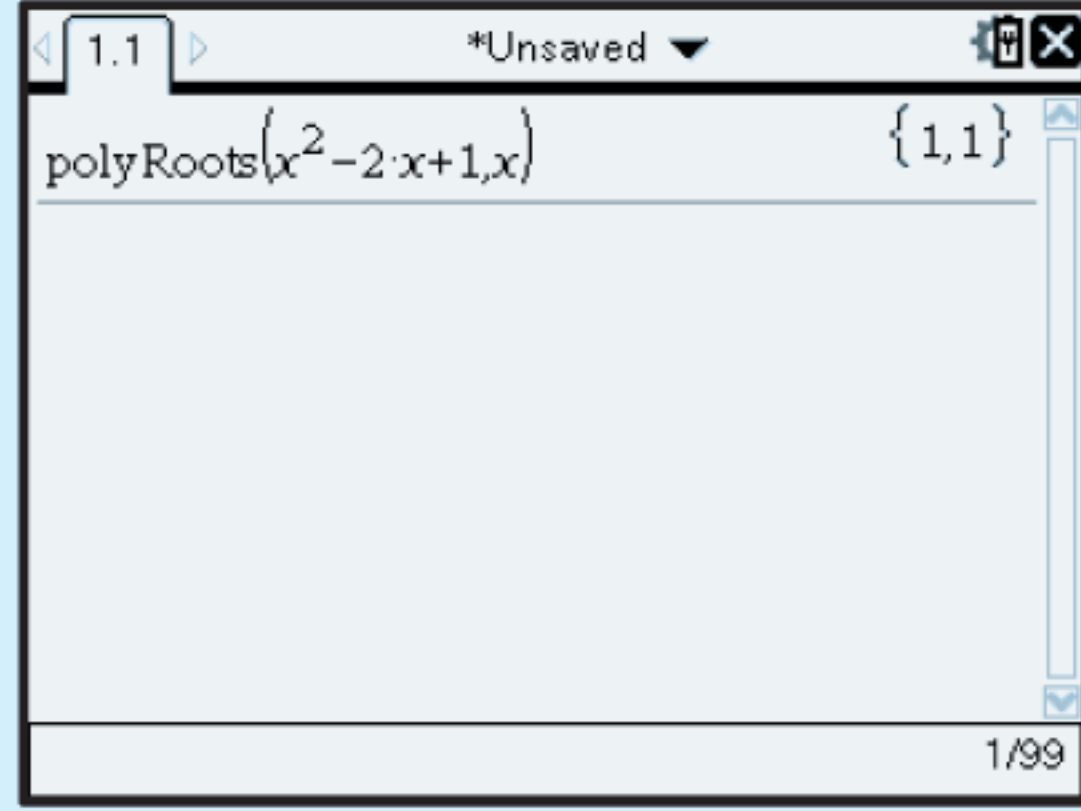 1.1 *Unsaved
polyRoots(x²-2·x+1,x) {1,1}
1/99